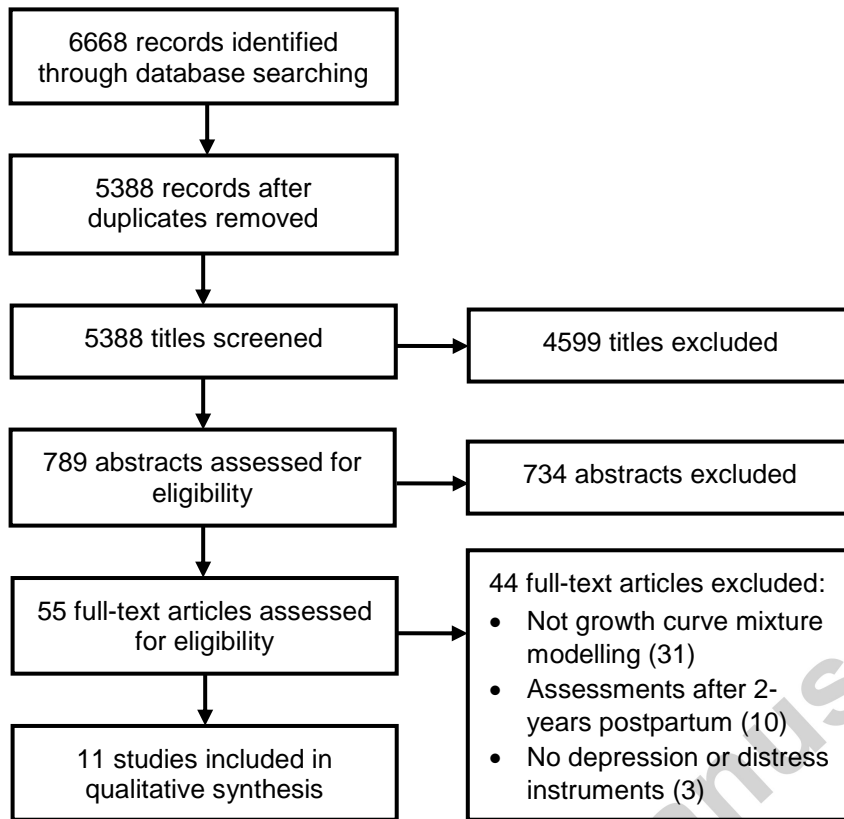 6668 records identified
through database searching
5388 records after
duplicates removed
5388 titles screened
4599 titles excluded
789 abstracts assessed for
eligibility
734 abstracts excluded
55 full-text articles assessed
for eligibility
44 full-text articles excluded:
• Not growth curve mixture
modelling (31)
• Assessments after 2-
years postpartum (10)
• No depression or distress
instruments (3)
11 studies included in
qualitative synthesis